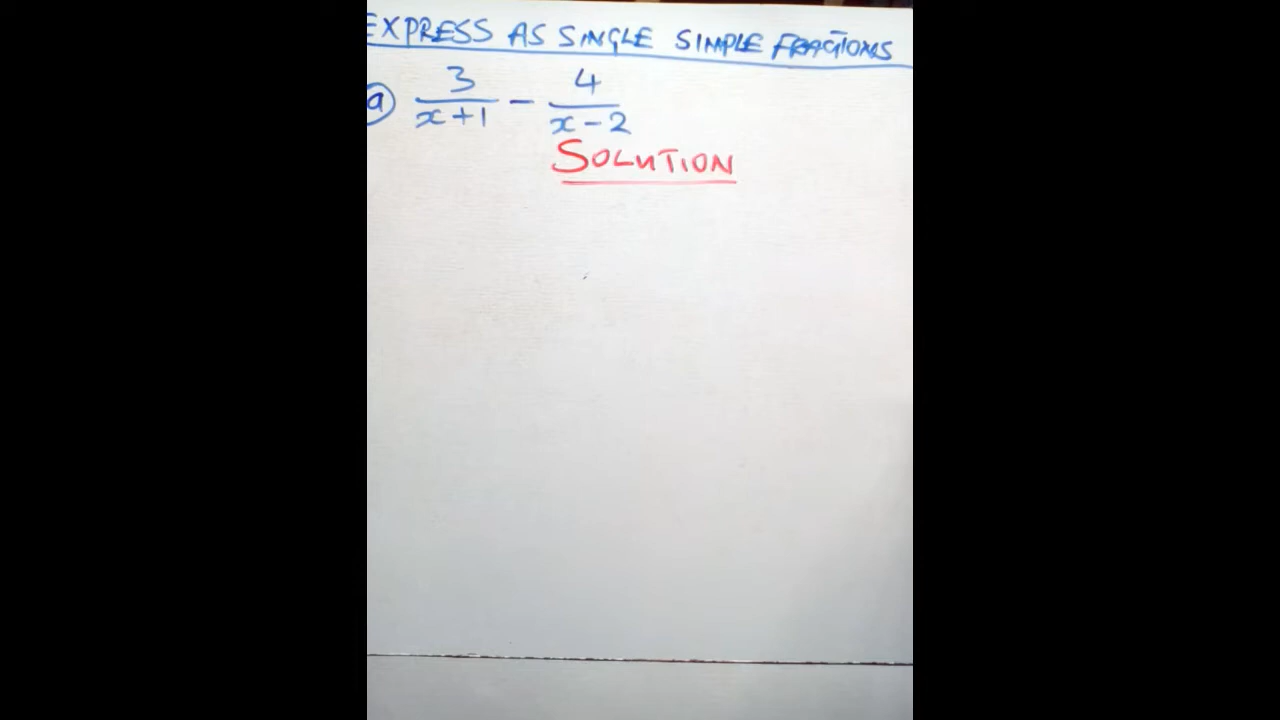 EXPRESS AS SINGLE SIMPLE FRACTIONS
a) 3/(x+1) - 4/(x-2)
SOLUTION